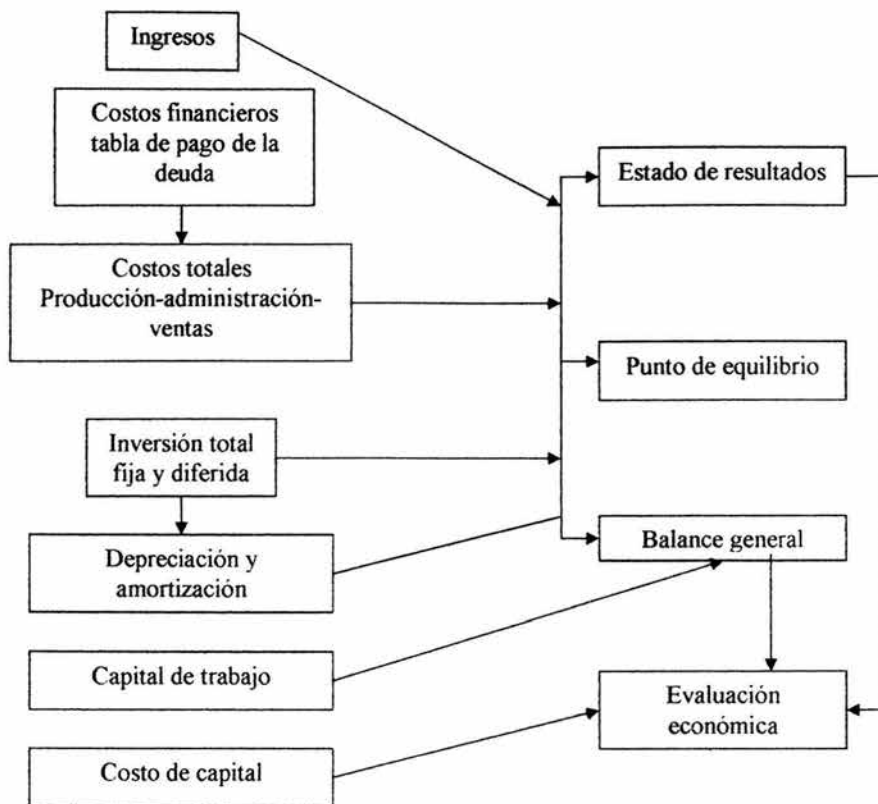 Ingresos
Costos financieros
tabla de pago de la
deuda
Costos totales
Producción-administración-
ventas
Inversión total
fija y diferida
Depreciación y
amortización
Capital de trabajo
Costo de capital
Estado de resultados
Punto de equilibrio
Balance general
Evaluación
económica